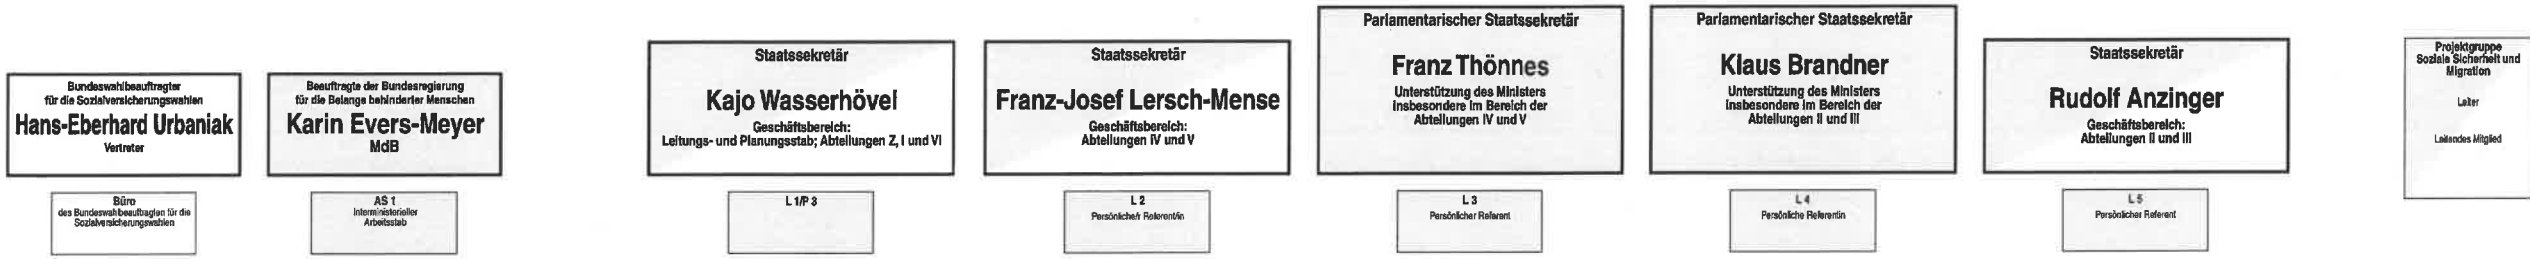 Bundeswahlbeauftragter
für die Sozialversicherungswahlen
Hans-Eberhard Urbaniak
Vertreter
Büro
des Bundeswahlbeauftragten für die
Sozialversicherungswahlen
Beauftragte der Bundesregierung
für die Belange behinderter Menschen
Karin Evers-Meyer
MdB
AS 1
Interministerieller
Arbeitsstab
Staatssekretär
Kajo Wasserhövel
Geschäftsbereich:
Leitungs- und Planungsstab; Abteilungen Z, I und VI
L 1/P 3
Staatssekretär
Franz-Josef Lersch-Mense
Geschäftsbereich:
Abteilungen IV und V
L 2
Persönliche/r Referent/in
Parlamentarischer Staatssekretär
Franz Thönnes
Unterstützung des Ministers
insbesondere im Bereich der
Abteilungen IV und V
L 3
Persönlicher Referent
Parlamentarischer Staatssekretär
Klaus Brandner
Unterstützung des Ministers
insbesondere im Bereich der
Abteilungen II und III
L 4
Persönliche Referentin
Staatssekretär
Rudolf Anzinger
Geschäftsbereich:
Abteilungen II und III
L 5
Persönlicher Referent
Projektgruppe
Soziale Sicherheit und
Migration
Leiter
Leitendes Mitglied